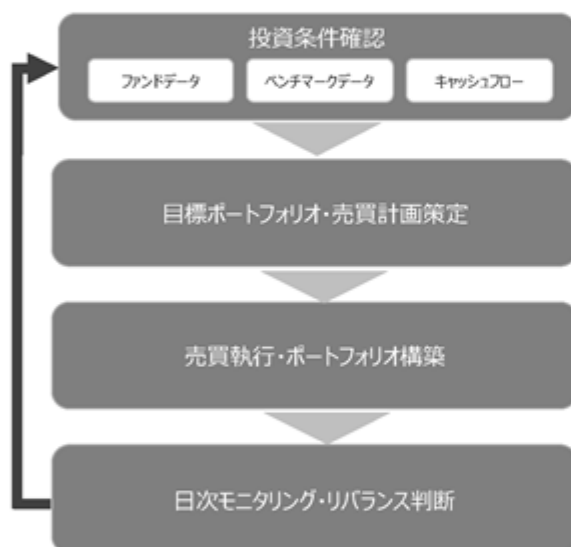 投資条件確認
ファンドデータ
ベンチマークデータ
キャッシュフロー
目標ポートフォリオ・売買計画策定
売買執行・ポートフォリオ構築
日次モニタリング・リバランス判断